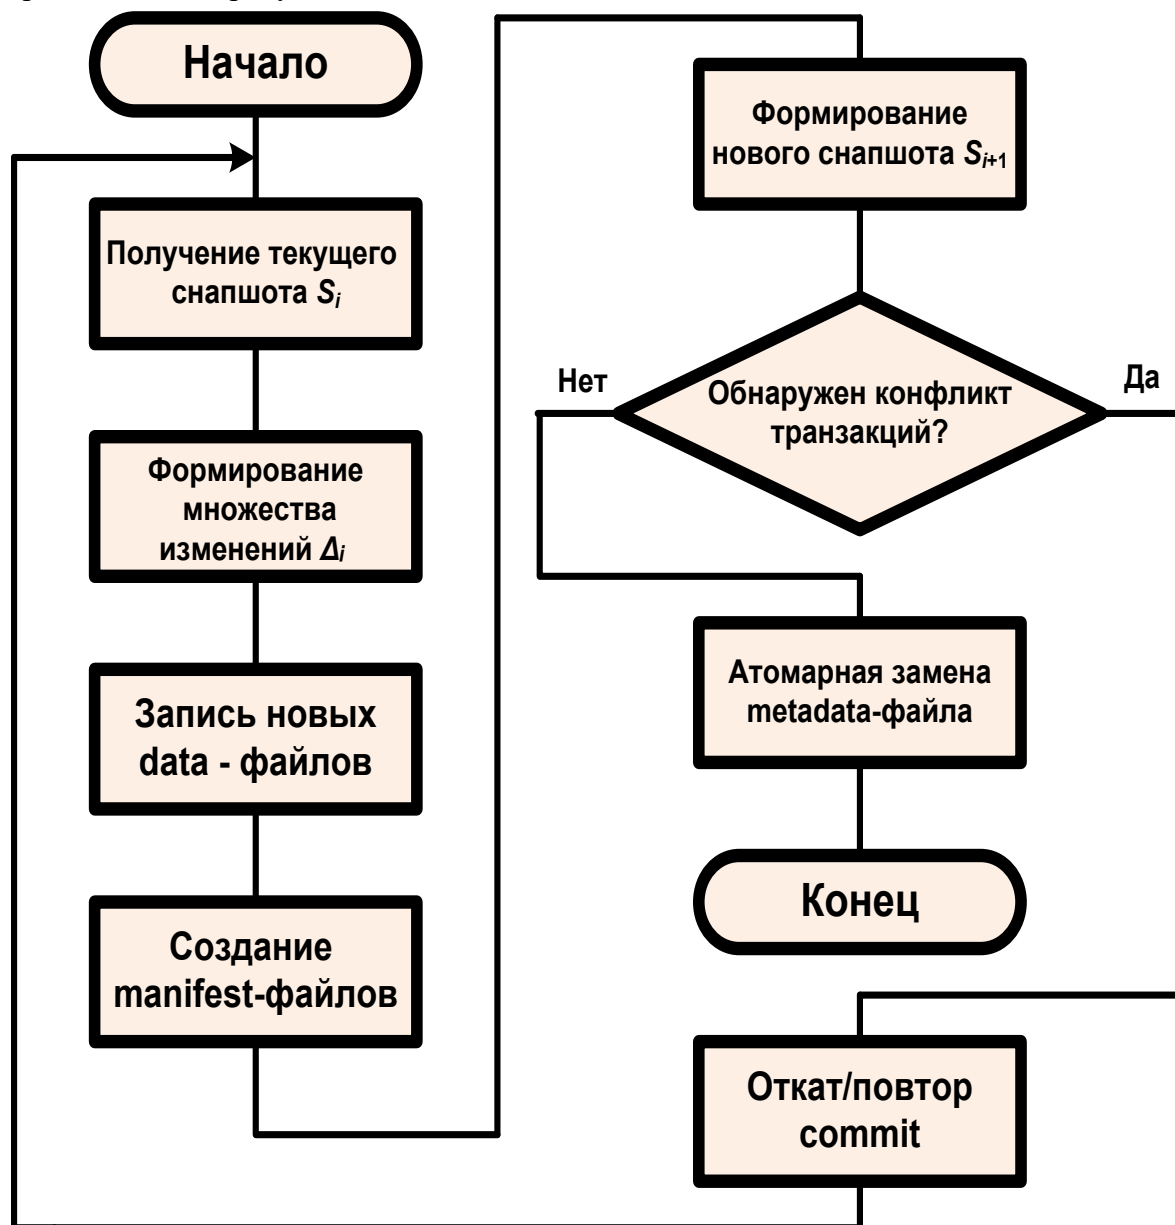 Начало
Получение текущего
снапшота Si
Формирование
множества
изменений Δi
Запись новых
data - файлов
Создание
manifest-файлов
Формирование
нового снапшота Si+1
Нет
Обнаружен конфликт
транзакций?
Да
Атомарная замена
metadata-файла
Конец
Откат/повтор
commit